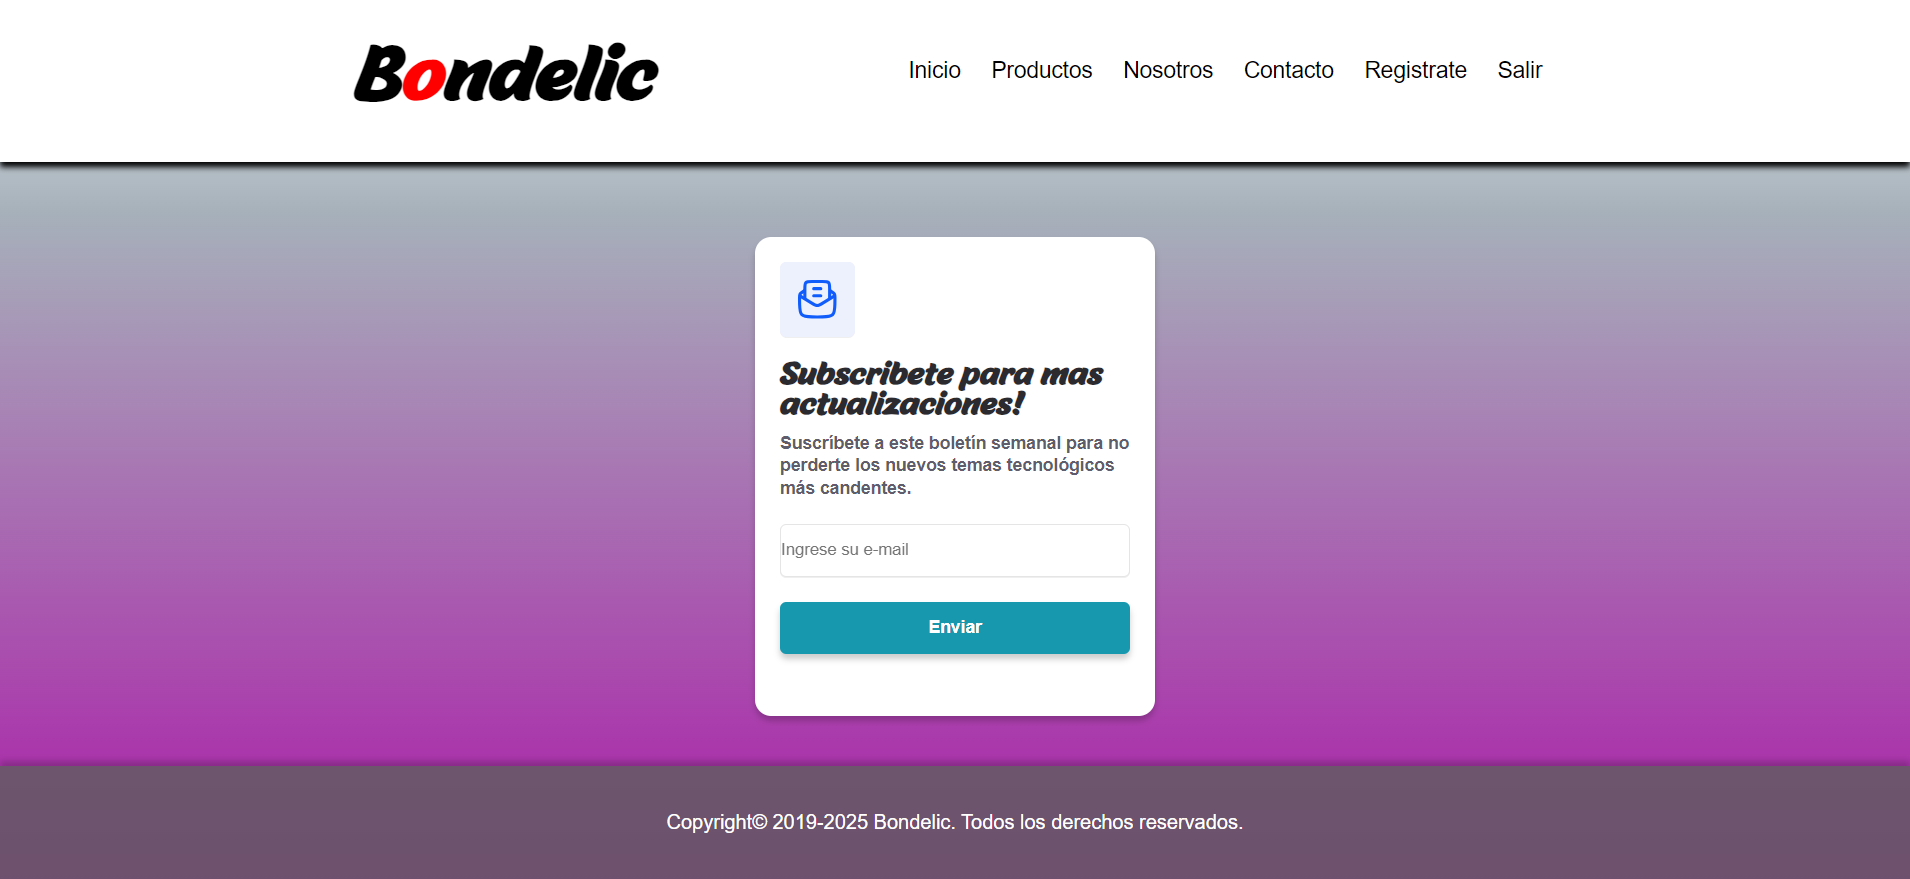 Bondelic
Inicio Productos Nosotros Contacto Registrate Salir
Subscribete para mas
actualizaciones!
Suscríbete a este boletín semanal para no
perderte los nuevos temas tecnológicos
más candentes.
Ingrese su e-mail
Enviar
Copyright© 2019-2025 Bondelic. Todos los derechos reservados.